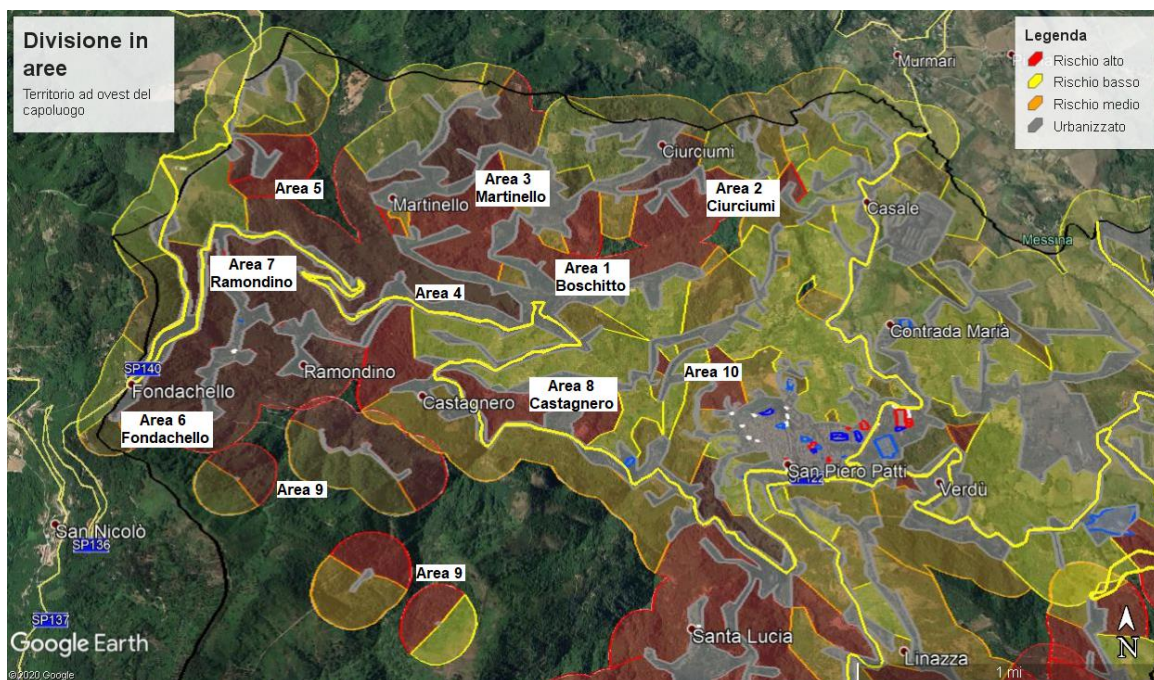 Divisione in
aree
Territorio ad ovest del
capoluogo
Legenda
Rischio alto
Rischio basso
Rischio medio
Urbanizzato
Murmari
Ciurciumì
Area 3
Martinello
Area 2
Ciurciumì
Area 5
Martinello
Casale
Messina
Area 7
Ramondino
Area 1
Boschitto
Area 4
Contrada Marià
SP140
Fondachello
Ramondino
Area 10
Area 8
Castagnero
Castagnero
Area 6
Fondachello
San Piero Patti
SP122
Verdù
Area 9
San Nicolò
SP136
Area 9
SP137
Google Earth
Santa Lucia
Linazza
N
1 mi
© 2020 Google